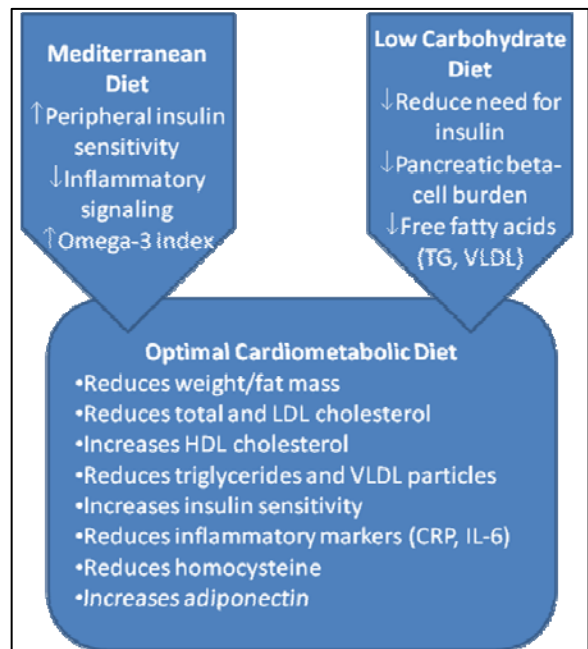 Mediterranean
Diet
↑Peripheral insulin
sensitivity
↓Inflammatory
signaling
↑Omega-3 index
Low Carbohydrate
Diet
↓Reduce need for
insulin
↓Pancreatic beta-
cell burden
↓Free fatty acids
(TG, VLDL)
Optimal Cardiometabolic Diet
•Reduces weight/fat mass
•Reduces total and LDL cholesterol
•Increases HDL cholesterol
•Reduces triglycerides and VLDL particles
•Increases insulin sensitivity
•Reduces inflammatory markers (CRP, IL-6)
•Reduces homocysteine
•Increases adiponectin